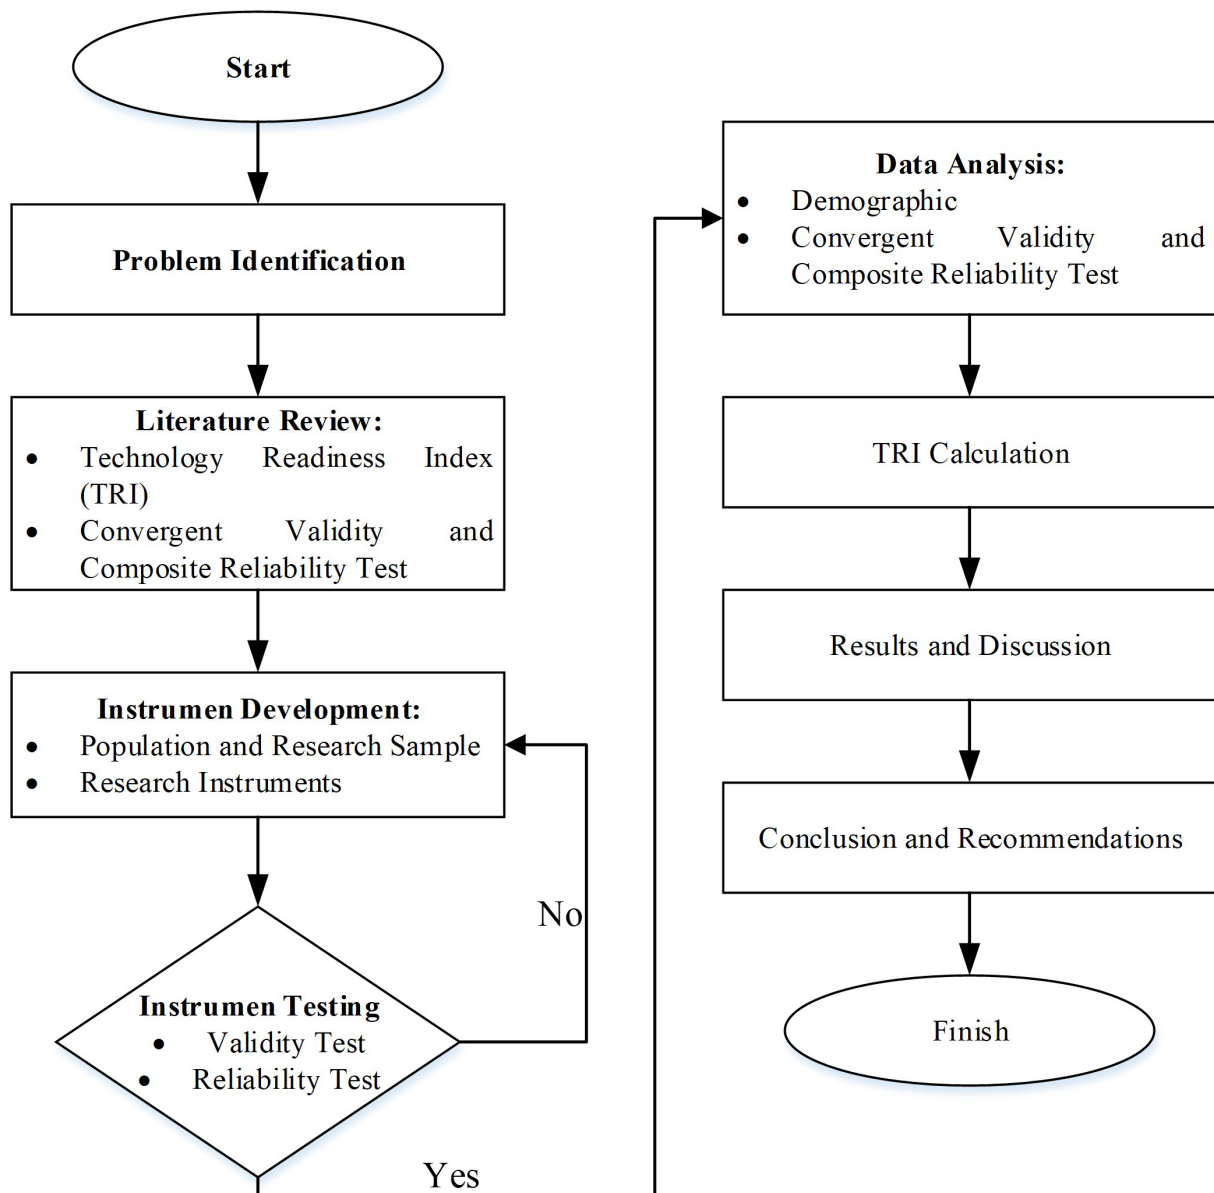 Start
Problem Identification
Literature Review:
• Technology Readiness Index
(TRI)
• Convergent Validity and
Composite Reliability Test
Instrumen Development:
• Population and Research Sample
• Research Instruments
No
Instrumen Testing
• Validity Test
• Reliability Test
Yes
Data Analysis:
• Demographic
• Convergent Validity and
Composite Reliability Test
TRI Calculation
Results and Discussion
Conclusion and Recommendations
Finish